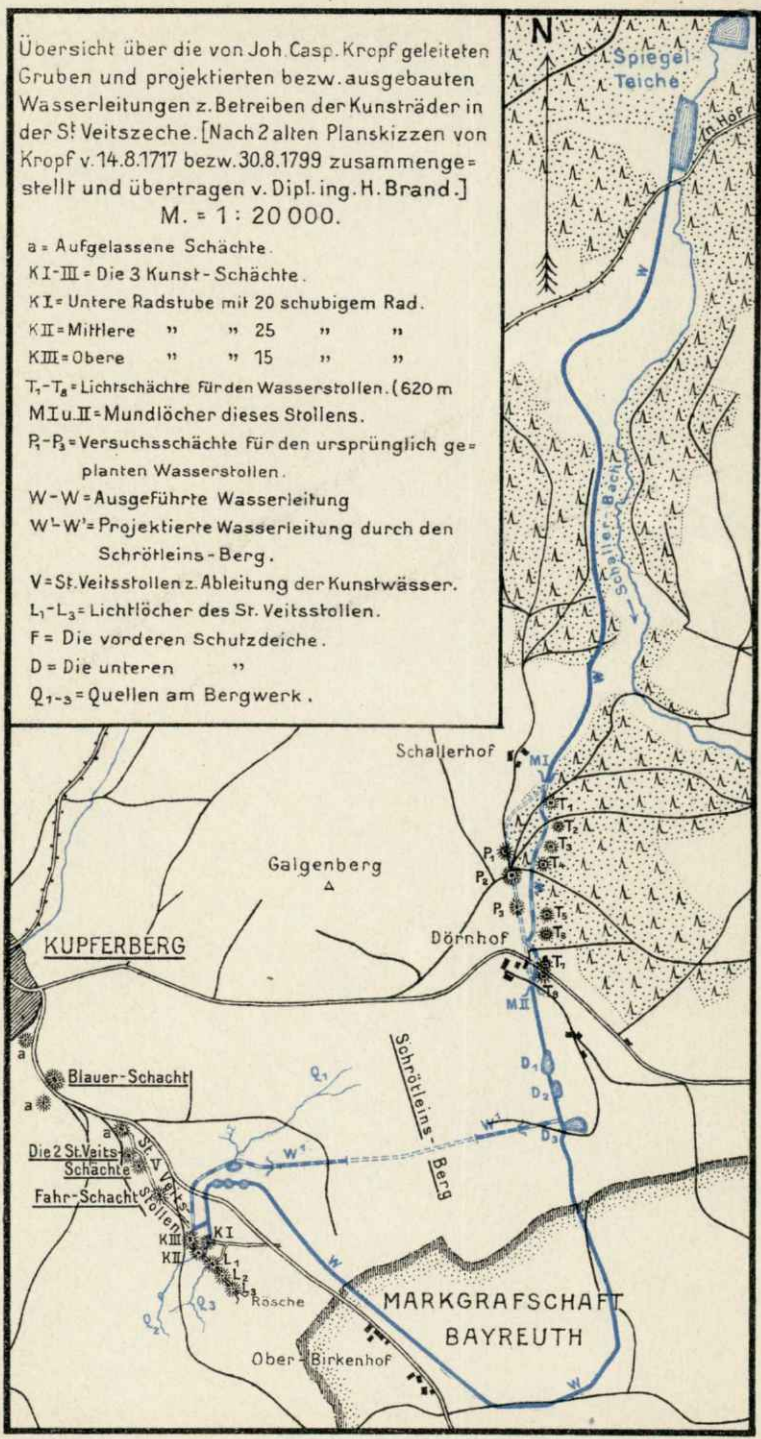 Übersicht über die von Joh. Casp. Kropf geleiteten
Gruben und projektierten bezw. ausgebauten
Wasserleitungen z. Betreiben der Kunsträder in
der St Veitszeche. [Nach 2 alten Planskizzen von
Kropf v. 14.8.1717 bezw. 30.8.1799 zusammenge=
stellt und übertragen v. Dipl. ing. H. Brand.]
M. = 1 : 20 000.
a = Aufgelassene Schächte.
KI-III = Die 3 Kunst-Schächte.
KI = Untere Radstube mit 20 schubigem Rad.
KII = Mittlere " " 25 " "
KIII = Obere " " 15 " "
T1-T8 = Lichtschächte für den Wasserstollen. (620 m
MI u. II = Mundlöcher dieses Stollens.
P1-P3 = Versuchsschächte für den ursprünglich ge=
planten Wasserstollen.
W-W = Ausgeführte Wasserleitung
W'-W' = Projektierte Wasserleitung durch den
Schrötleins-Berg.
V = St. Veitsstollen z. Ableitung der Kunstwässer.
L1-L3 = Lichtlöcher des St. Veitsstollen.
F = Die vorderen Schutzdeiche.
D = Die unteren "
Q1-3 = Quellen am Bergwerk.
N
Spiegel-
Teiche
n. Hof
W
Schaller-Bach
W
Schallerhof
MI
T1
T2
T3
T4
P1
P2
W
P3
T5
Galgenberg
Dörnhof
T7
MII
KUPFERBERG
a
Blauer-Schacht
a
a
Die 2 St. Veits-
Schächte
Fahr-Schacht
St. V Veits
Stollen
Q1
W1
W1
Schrötleins-
Berg
D1
D2
D3
KIII
KI
KII
L1
L2
L3
Rösche
Q2
Q3
W
MARKGRAFSCHAFT
BAYREUTH
Ober-Birkenhof
W